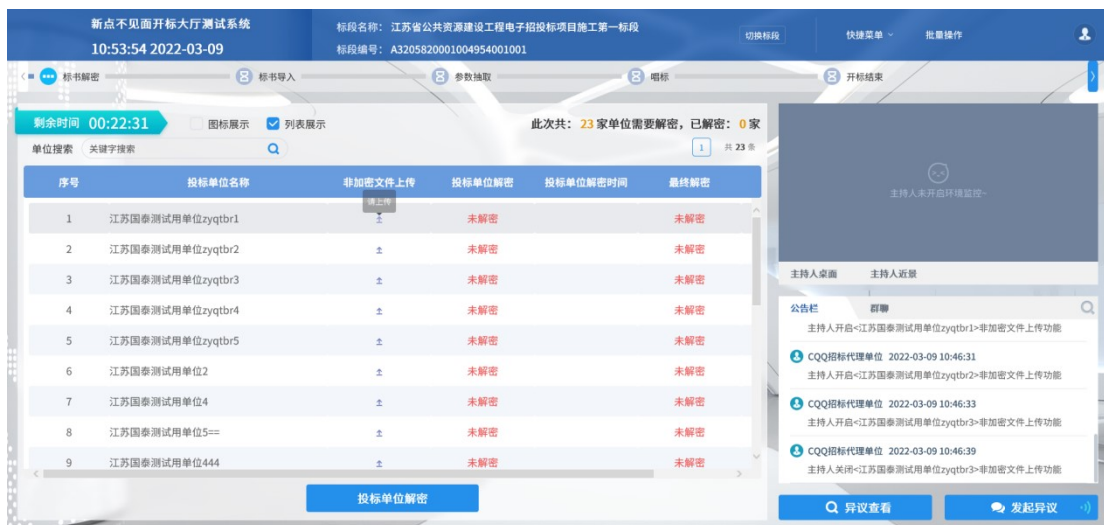 新点不见面开标大厅测试系统
10:53:54 2022-03-09
标段名称： 江苏省公共资源建设工程电子招投标项目施工第一标段
标段编号： A3205820001004954001001
切换标段
快捷菜单
批量操作
标书解密
标书导入
参数抽取
唱标
开标结束
剩余时间 00:22:31
图标展示
列表展示
此次共： 23 家单位需要解密，已解密： 0 家
单位搜索 关键字搜索
1 共 23 条
序号 投标单位名称 非加密文件上传 投标单位解密 投标单位解密时间 最终解密
请上传
1 江苏国泰测试用单位zyqtbr1 未解密 未解密
2 江苏国泰测试用单位zyqtbr2 未解密 未解密
3 江苏国泰测试用单位zyqtbr3 未解密 未解密
4 江苏国泰测试用单位zyqtbr4 未解密 未解密
5 江苏国泰测试用单位zyqtbr5 未解密 未解密
6 江苏国泰测试用单位2 未解密 未解密
7 江苏国泰测试用单位4 未解密 未解密
8 江苏国泰测试用单位5== 未解密 未解密
9 江苏国泰测试用单位444 未解密 未解密
投标单位解密
主持人未开启环境监控~
主持人桌面 主持人近景
公告栏 群聊
主持人开启<江苏国泰测试用单位zyqtbr1>非加密文件上传功能
CQQ招标代理单位 2022-03-09 10:46:31
主持人开启<江苏国泰测试用单位zyqtbr2>非加密文件上传功能
CQQ招标代理单位 2022-03-09 10:46:33
主持人开启<江苏国泰测试用单位zyqtbr3>非加密文件上传功能
CQQ招标代理单位 2022-03-09 10:46:39
主持人关闭<江苏国泰测试用单位zyqtbr3>非加密文件上传功能
异议查看
发起异议